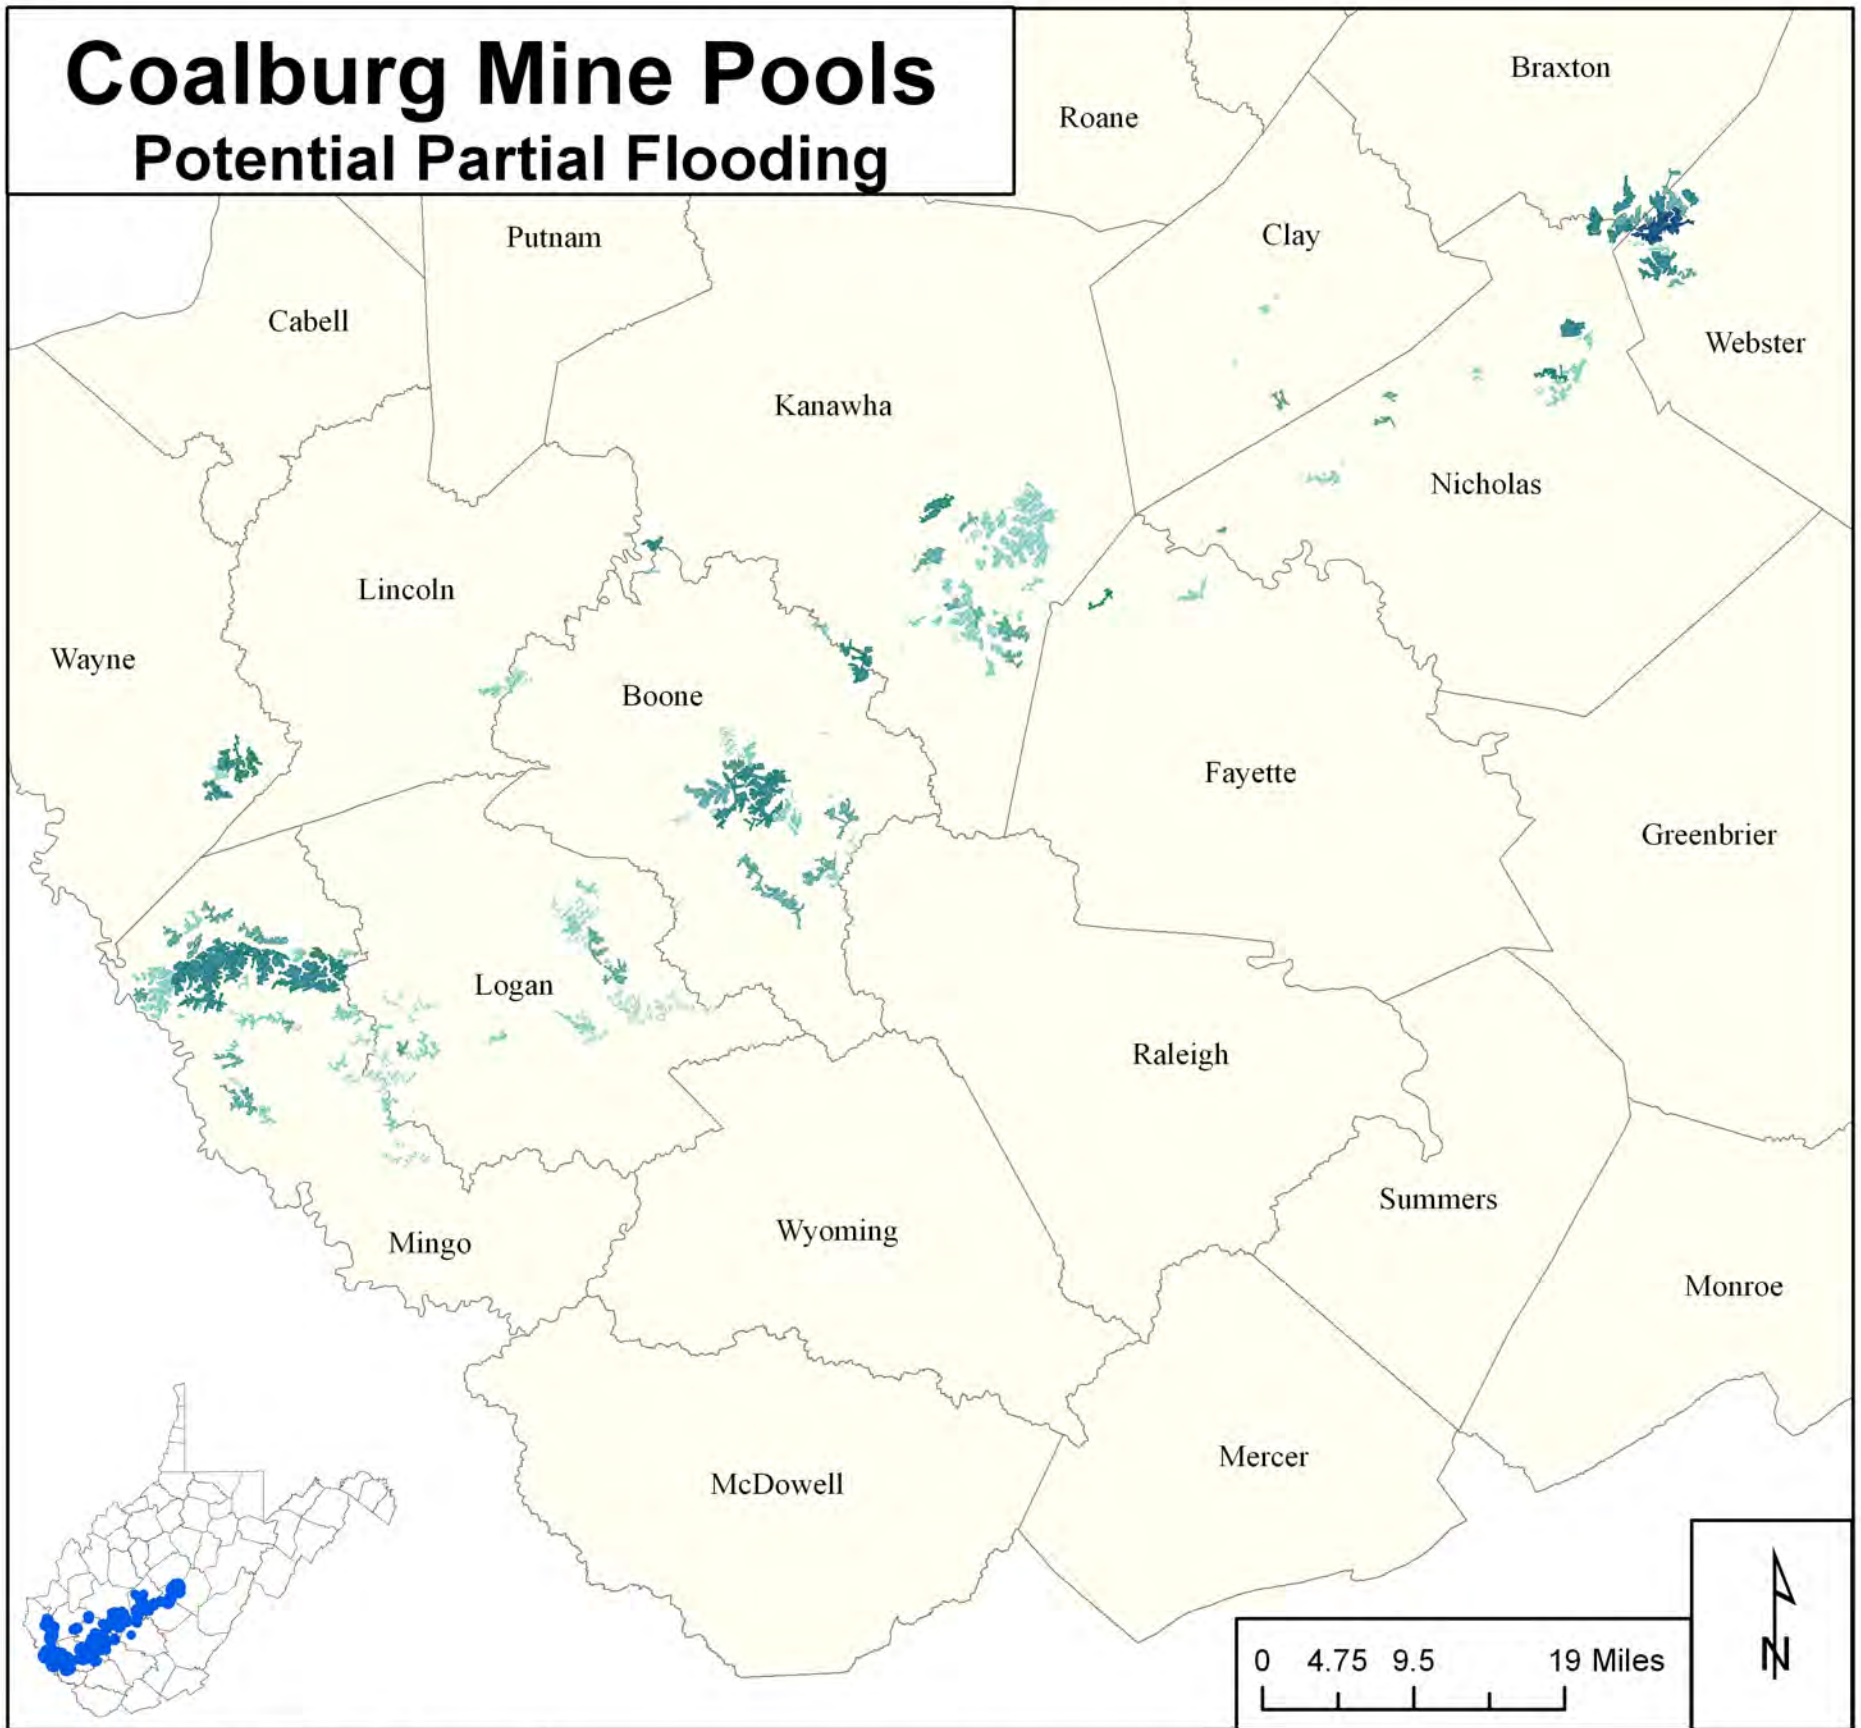 Coalburg Mine Pools
Potential Partial Flooding
Braxton
Roane
Clay
Putnam
Cabell
Webster
Kanawha
Nicholas
Lincoln
Wayne
Boone
Fayette
Greenbrier
Logan
Raleigh
Summers
Wyoming
Mingo
Monroe
Mercer
McDowell
0 4.75 9.5 19 Miles
N